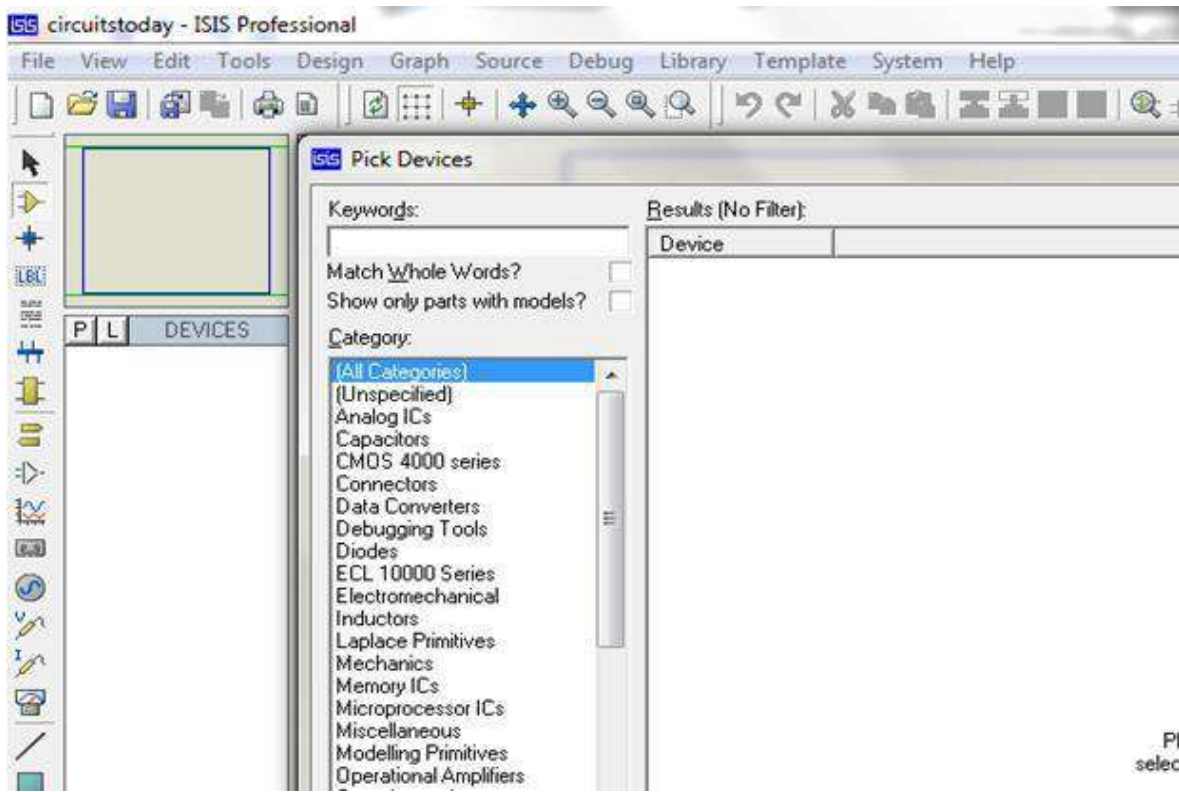 isis circuitstoday - ISIS Professional
File View Edit Tools Design Graph Source Debug Library Template System Help
isis Pick Devices
Keywords:
Results (No Filter):
Device
Match Whole Words?
Show only parts with models?
LBL
P L DEVICES
Category:
(All Categories)
(Unspecified)
Analog ICs
Capacitors
CMOS 4000 series
Connectors
Data Converters
Debugging Tools
Diodes
ECL 10000 Series
Electromechanical
Inductors
Laplace Primitives
Mechanics
Memory ICs
Microprocessor ICs
Miscellaneous
Modelling Primitives
Operational Amplifiers
V
I